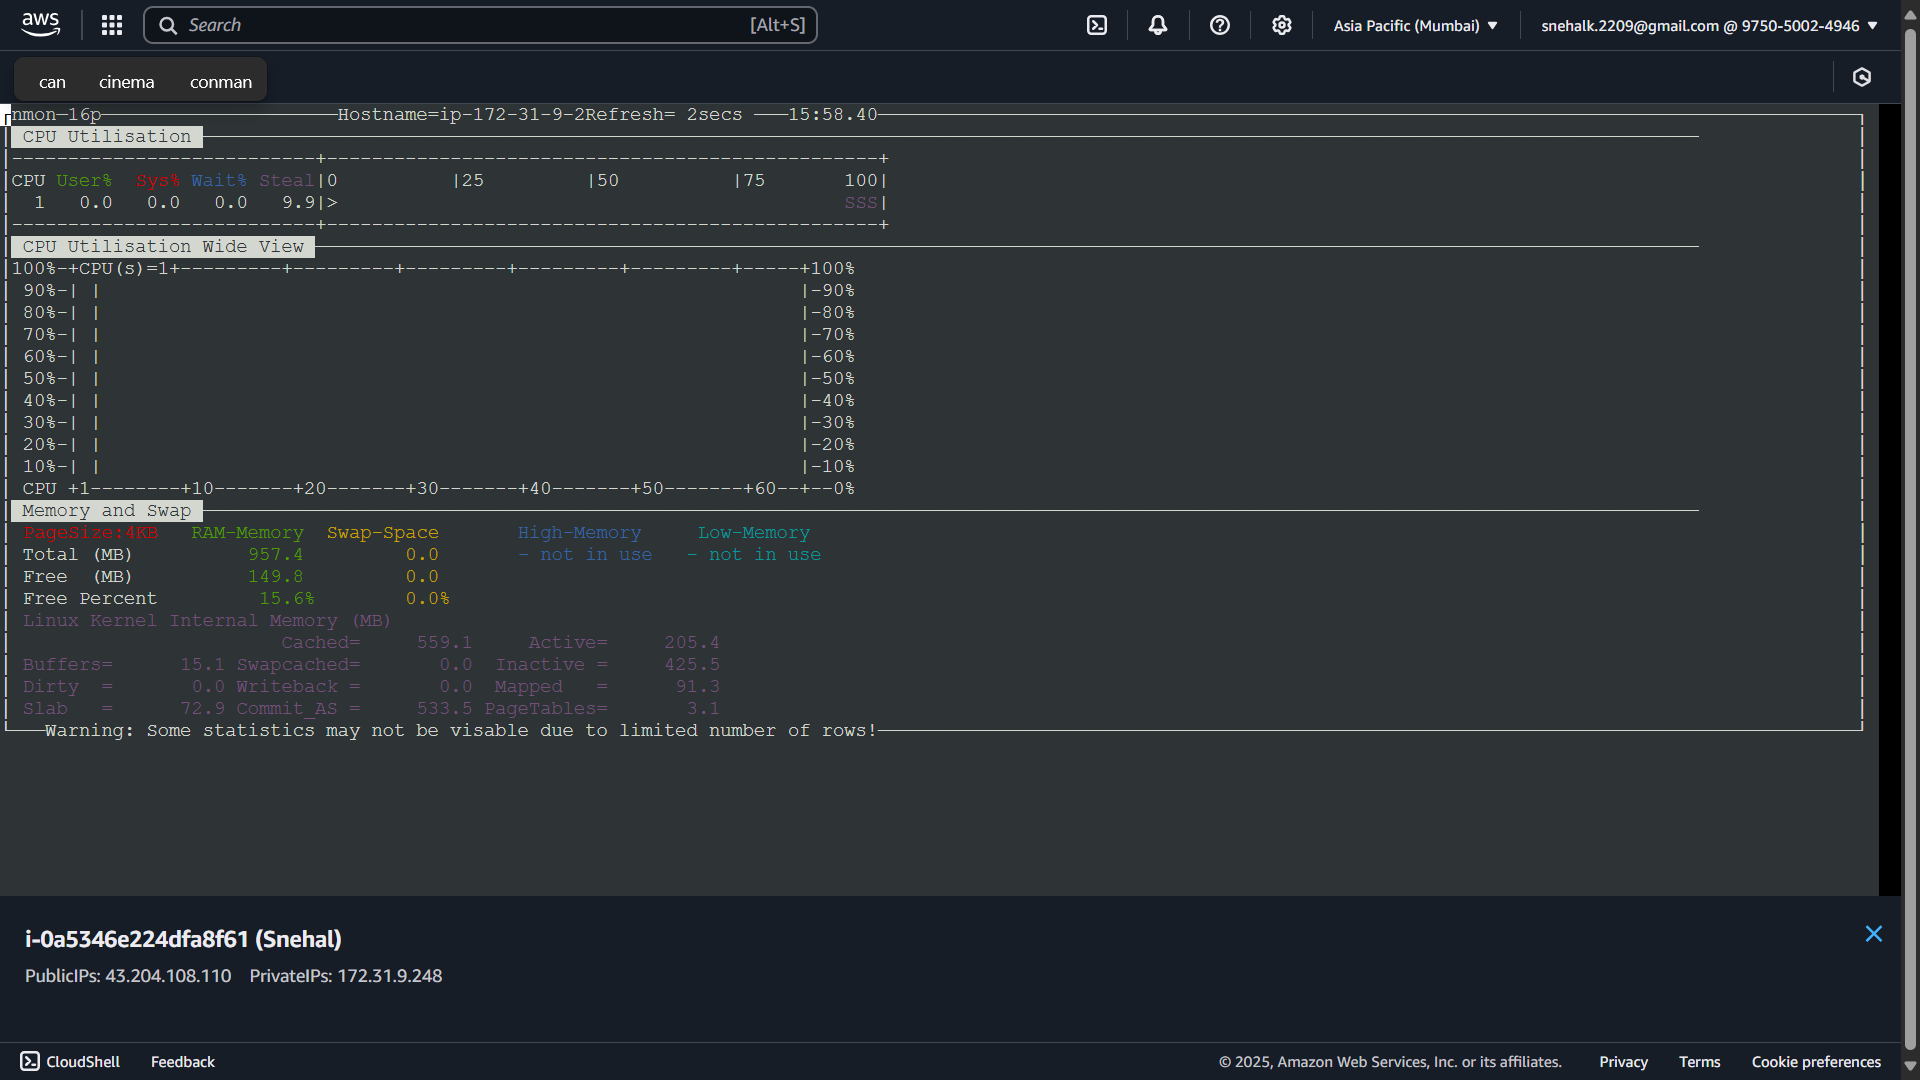 aws Search [Alt+S] Asia Pacific (Mumbai) ▼ snehalk.2209@gmail.com @ 9750-5002-4946 ▼
can cinema conman
nmon─16p─────────────────────Hostname=ip-172-31-9-2Refresh= 2secs ───15:58.40─
CPU Utilisation
---------------------------+-------------------------------------------------+
CPU User%  Sys% Wait% Steal|0          |25         |50          |75       100|
  1   0.0   0.0   0.0   9.9|>                                             SSS|
---------------------------+-------------------------------------------------+
CPU Utilisation Wide View
100%-+CPU(s)=1+---------+---------+---------+---------+---------+-----+100%
 90%-| |                                                              |-90%
 80%-| |                                                              |-80%
 70%-| |                                                              |-70%
 60%-| |                                                              |-60%
 50%-| |                                                              |-50%
 40%-| |                                                              |-40%
 30%-| |                                                              |-30%
 20%-| |                                                              |-20%
 10%-| |                                                              |-10%
 CPU +1--------+10-------+20-------+30-------+40-------+50-------+60--+--0%
Memory and Swap
PageSize:4KB   RAM-Memory  Swap-Space       High-Memory     Low-Memory
Total (MB)          957.4         0.0       - not in use   - not in use
Free  (MB)          149.8         0.0
Free Percent         15.6%        0.0%
Linux Kernel Internal Memory (MB)
                       Cached=     559.1     Active=     205.4
Buffers=      15.1 Swapcached=       0.0  Inactive =     425.5
Dirty  =       0.0 Writeback =       0.0  Mapped   =      91.3
Slab   =      72.9 Commit_AS =     533.5 PageTables=       3.1
Warning: Some statistics may not be visable due to limited number of rows!
i-0a5346e224dfa8f61 (Snehal)
PublicIPs: 43.204.108.110 PrivateIPs: 172.31.9.248
CloudShell Feedback © 2025, Amazon Web Services, Inc. or its affiliates. Privacy Terms Cookie preferences